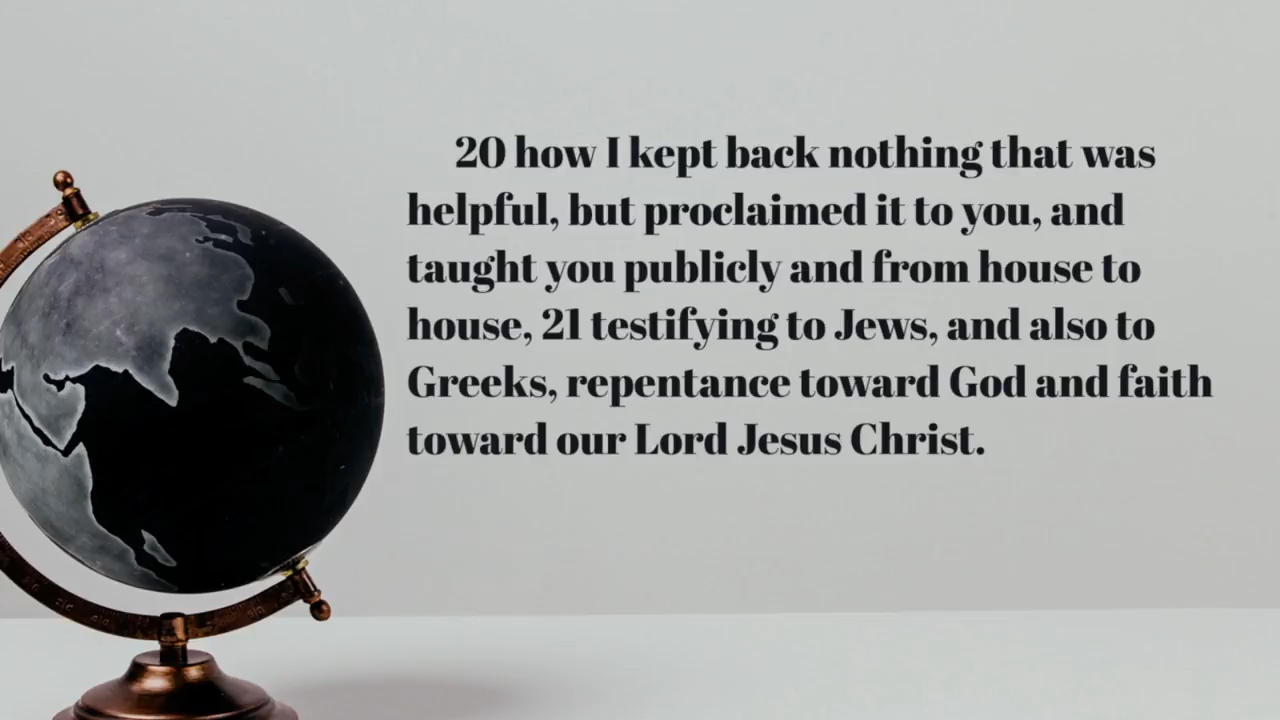 20 how I kept back nothing that was
helpful, but proclaimed it to you, and
taught you publicly and from house to
house, 21 testifying to Jews, and also to
Greeks, repentance toward God and faith
toward our Lord Jesus Christ.